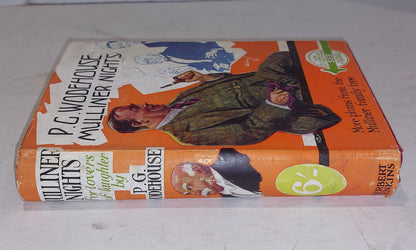 P.G. WODEHOUSE
MULLINER NIGHTS
More plums from the
Mulliner family tree
MULLINER
NIGHTS
For lovers
of laughter
by
P. G.
WODEHOUSE
6/-
HERBERT
JENKINS